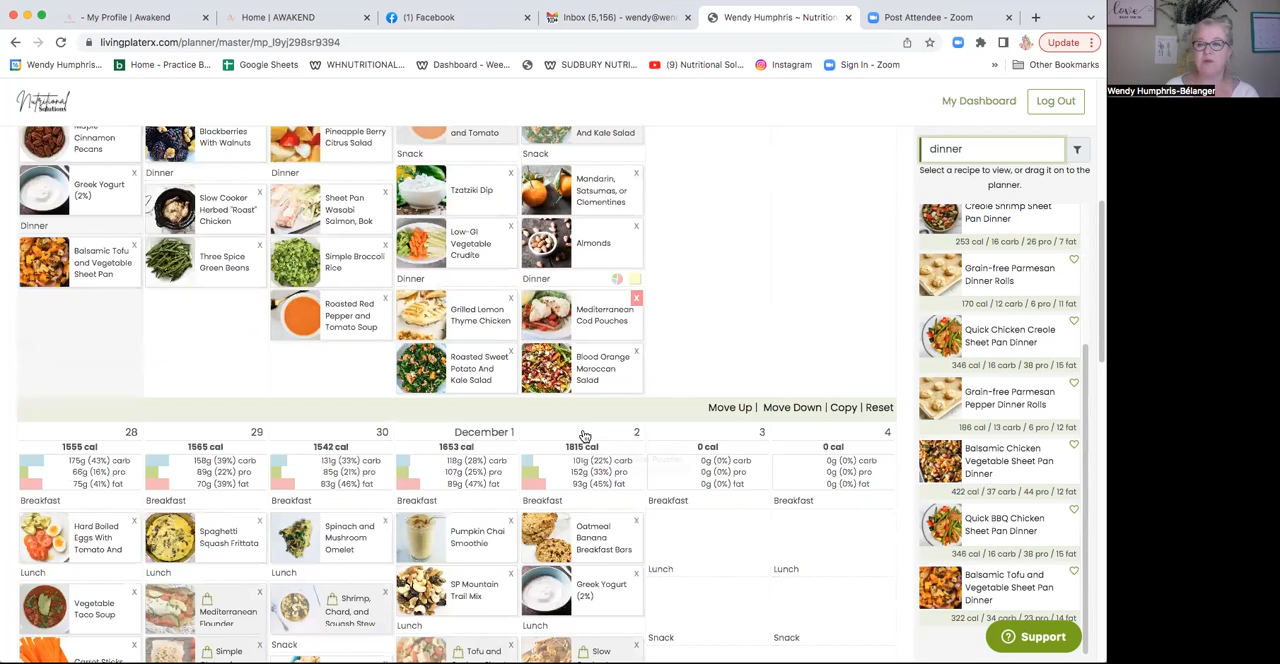 - My Profile | Awakend
Home | AWAKEND
(1) Facebook
Inbox (5,156) - wendy@wen
Wendy Humphris ~ Nutrition
Post Attendee - Zoom
livingplaterx.com/planner/master/mp_l9yj298sr9394
Update
Wendy Humphris...
Home - Practice B...
Google Sheets
WHNUTRITIONAL...
Dashboard - Wee...
SUDBURY NUTRI...
(9) Nutritional Sol...
Instagram
Sign In - Zoom
Other Bookmarks
Wendy Humphris-Bélanger
Nutritional
Solutions
My Dashboard
Log Out
Maple
Cinnamon
Pecans
Greek Yogurt
(2%)
Dinner
Balsamic Tofu
and Vegetable
Sheet Pan
Blackberries
With Walnuts
Dinner
Slow Cooker
Herbed "Roast"
Chicken
Three Spice
Green Beans
Pineapple Berry
Citrus Salad
Dinner
Sheet Pan
Wasabi
Salmon, Bok
Simple Broccoli
Rice
Roasted Red
Pepper and
Tomato Soup
and Tomato
Snack
Tzatziki Dip
Low-GI
Vegetable
Crudite
Dinner
Grilled Lemon
Thyme Chicken
Roasted Sweet
Potato And
Kale Salad
And Kale Salad
Snack
Mandarin,
Satsumas, or
Clementines
Almonds
Dinner
Mediterranean
Cod Pouches
Blood Orange
Moroccan
Salad
Move Up | Move Down | Copy | Reset
28
1555 cal
175g (43%) carb
66g (16%) pro
75g (41%) fat
Breakfast
Hard Boiled
Eggs With
Tomato And
Lunch
Vegetable
Taco Soup
Carrot Sticks
29
1565 cal
158g (39%) carb
89g (22%) pro
70g (39%) fat
Breakfast
Spaghetti
Squash Frittata
Lunch
Mediterranean
Flounder
Simple
30
1542 cal
131g (33%) carb
85g (21%) pro
83g (46%) fat
Breakfast
Spinach and
Mushroom
Omelet
Lunch
Shrimp,
Chard, and
Squash Stew
Snack
December 1
1653 cal
118g (28%) carb
107g (25%) pro
89g (47%) fat
Breakfast
Pumpkin Chai
Smoothie
SP Mountain
Trail Mix
Lunch
Tofu and
2
1815 cal
101g (22%) carb
152g (33%) pro
93g (45%) fat
Breakfast
Oatmeal
Banana
Breakfast Bars
Greek Yogurt
(2%)
Lunch
Slow
3
0 cal
0g (0%) carb
0g (0%) pro
0g (0%) fat
Breakfast
Lunch
Snack
4
0 cal
0g (0%) carb
0g (0%) pro
0g (0%) fat
Breakfast
Lunch
Snack
dinner
Select a recipe to view, or drag it on to the
planner.
Creole Shrimp Sheet
Pan Dinner
253 cal / 16 carb / 26 pro / 7 fat
Grain-free Parmesan
Dinner Rolls
170 cal / 12 carb / 6 pro / 11 fat
Quick Chicken Creole
Sheet Pan Dinner
346 cal / 16 carb / 38 pro / 15 fat
Grain-free Parmesan
Pepper Dinner Rolls
186 cal / 13 carb / 6 pro / 12 fat
Balsamic Chicken
Vegetable Sheet Pan
Dinner
422 cal / 37 carb / 44 pro / 12 fat
Quick BBQ Chicken
Sheet Pan Dinner
346 cal / 16 carb / 38 pro / 15 fat
Balsamic Tofu and
Vegetable Sheet Pan
Dinner
322 cal / 34 carb / 23 pro / 14 fat
Support